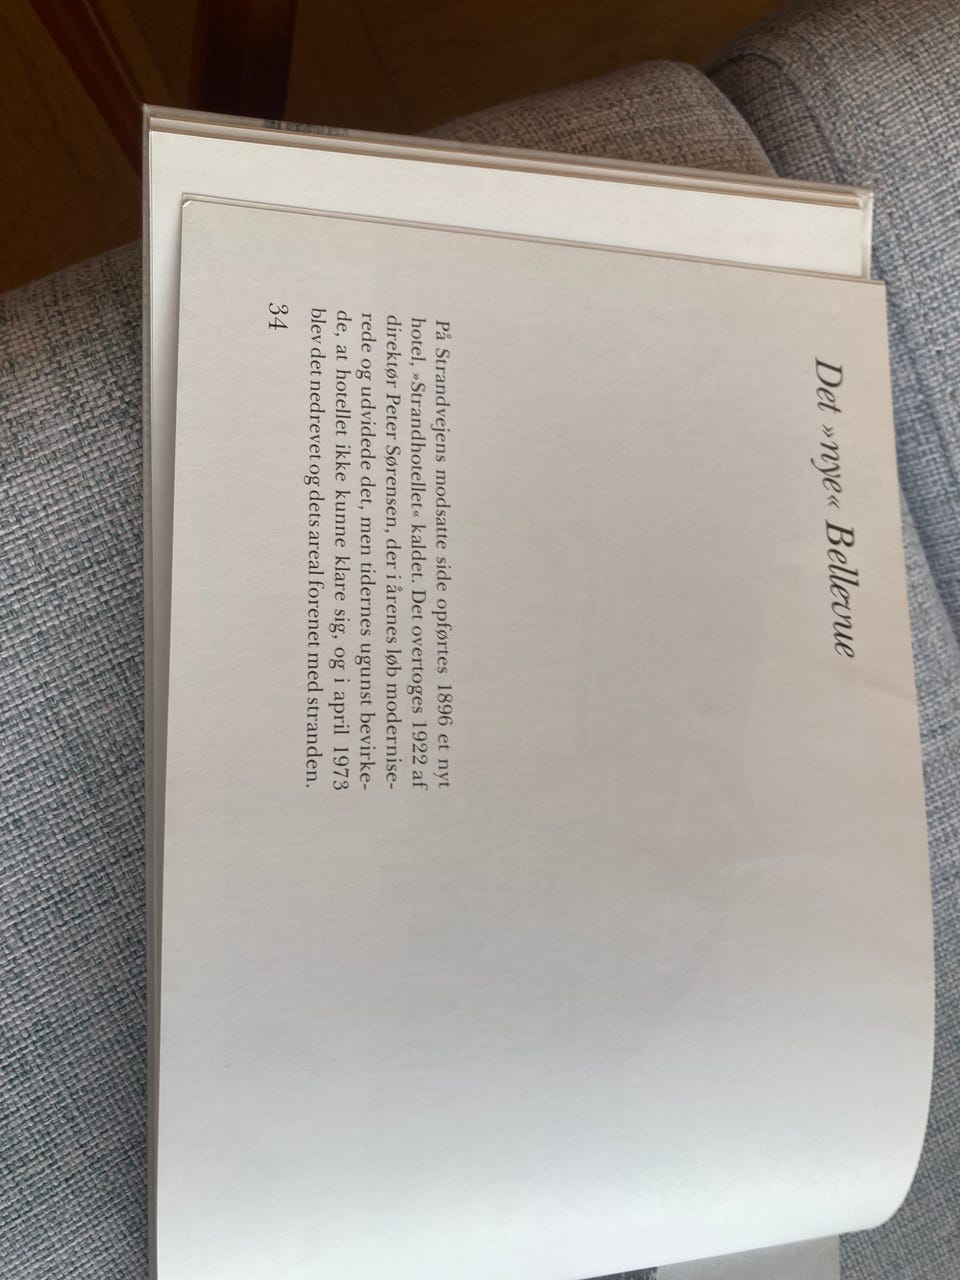 Det »nye« Bellevue
På Strandvejens modsatte side opførtes 1896 et nyt
hotel, »Strandhotellet« kaldet. Det overtoges 1922 af
direktør Peter Sørensen, der i årenes løb modernise-
rede og udvidede det, men tidernes ugunst bevirke-
de, at hotellet ikke kunne klare sig, og i april 1973
blev det nedrevet og dets areal forenet med stranden.
34